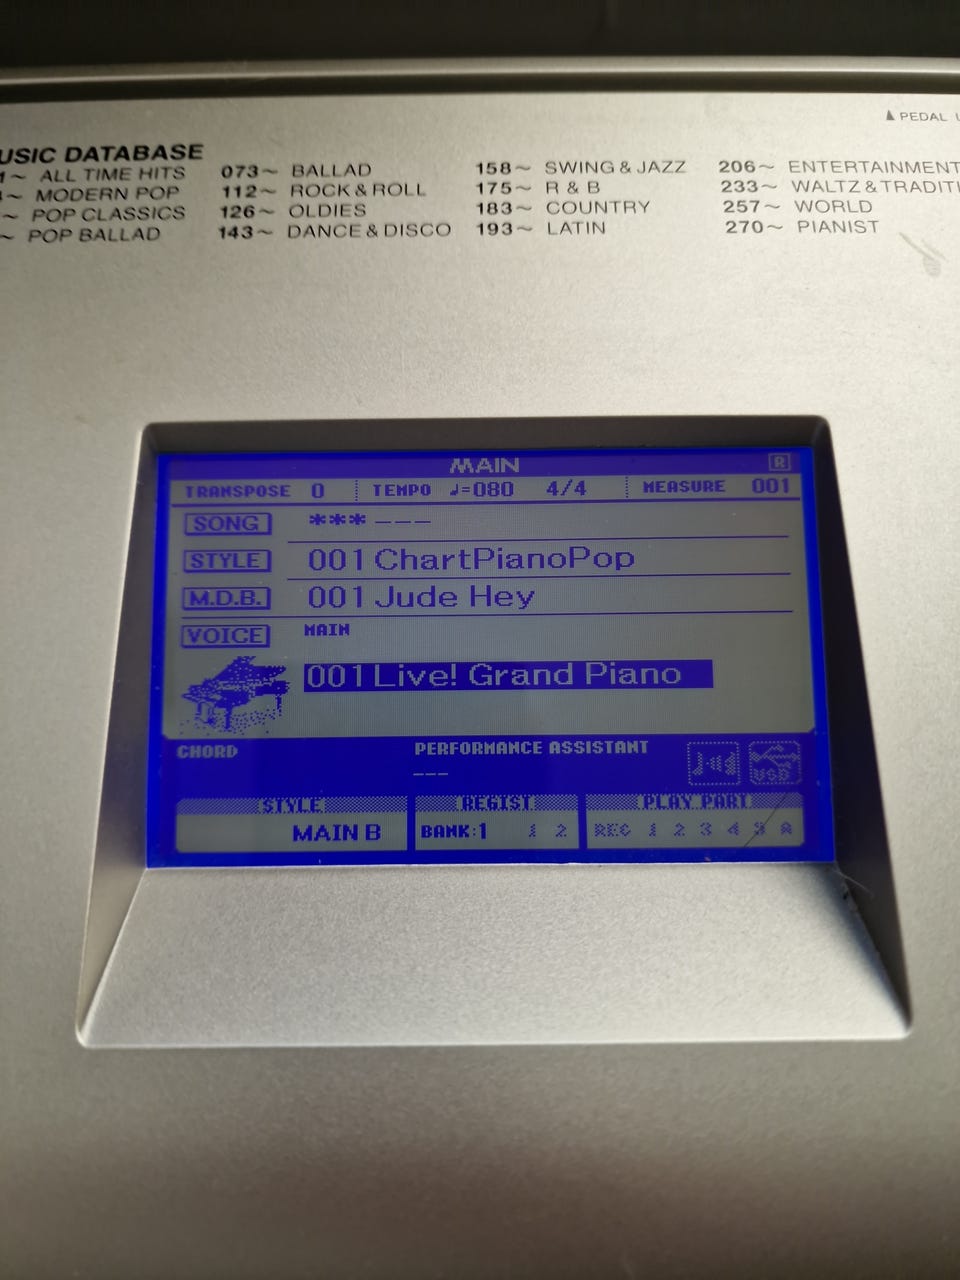 ▲PEDAL
USIC DATABASE
1～ ALL TIME HITS 073～ BALLAD 158～ SWING & JAZZ 206～ ENTERTAINMENT
～ MODERN POP 112～ ROCK & ROLL 175～ R & B 233～ WALTZ & TRADITI
～ POP CLASSICS 126～ OLDIES 183～ COUNTRY 257～ WORLD
～ POP BALLAD 143～ DANCE & DISCO 193～ LATIN 270～ PIANIST
MAIN R
TRANSPOSE 0 TEMPO ♩=080 4/4 MEASURE 001
SONG *** ---
STYLE 001 ChartPianoPop
M.D.B. 001 Jude Hey
VOICE MAIN
001 Live! Grand Piano
CHORD PERFORMANCE ASSISTANT
--- USB
STYLE REGIST PLAY PART
MAIN B BANK:1 1 2 REC 1 2 3 4 5 A